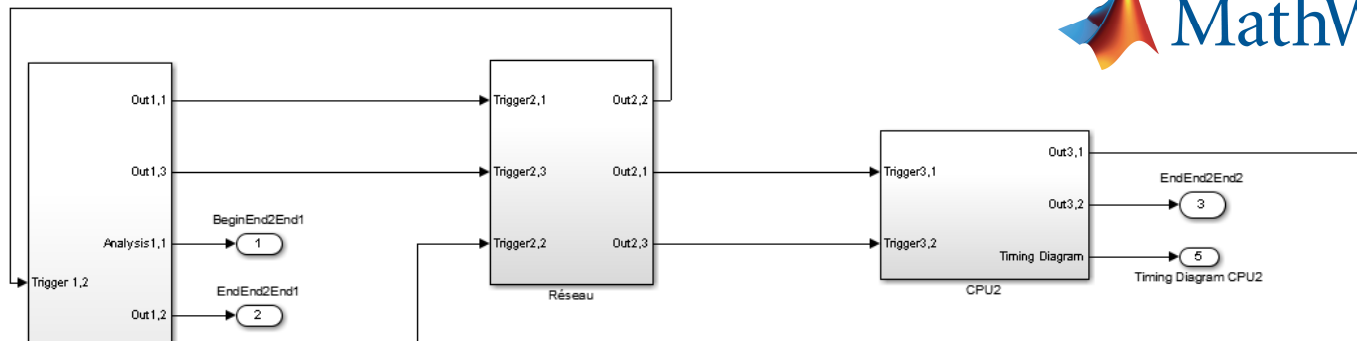 MathW
Out1,1
Out1,3
Analysis1,1
Trigger 1,2
Out1,2
BeginEnd2End1
1
EndEnd2End1
2
Trigger2,1
Out2,2
Trigger2,3
Out2,1
Trigger2,2
Out2,3
Réseau
Trigger3,1
Out3,1
Out3,2
Trigger3,2
Timing Diagram
CPU2
EndEnd2End2
3
5
Timing Diagram CPU2